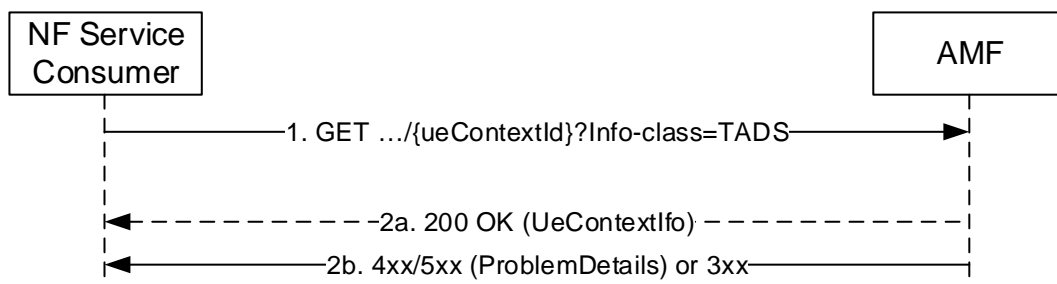 NF Service
Consumer
AMF
1. GET …/{ueContextId}?Info-class=TADS
2a. 200 OK (UeContextIfo)
2b. 4xx/5xx (ProblemDetails) or 3xx